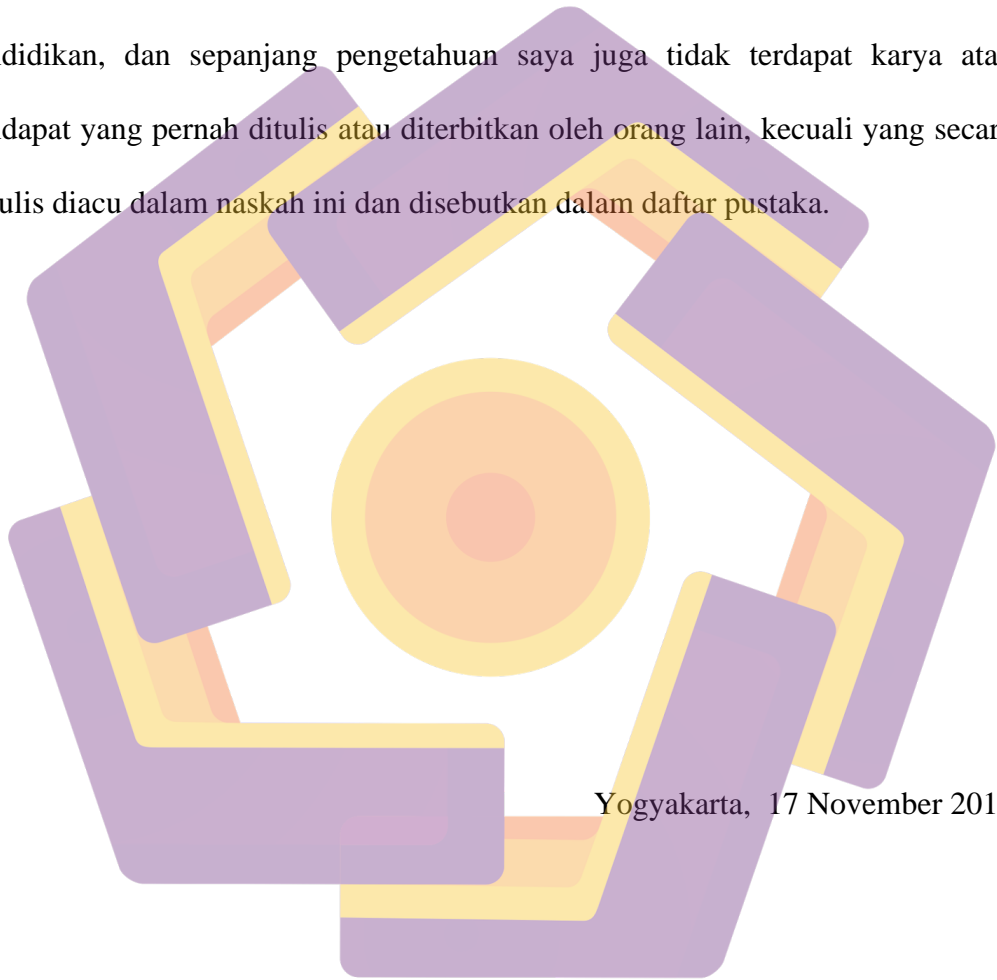 didikan, dan sepanjang pengetahuan saya juga tidak terdapat karya ata
dapat yang pernah ditulis atau diterbitkan oleh orang lain, kecuali yang secar
ulis diacu dalam naskah ini dan disebutkan dalam daftar pustaka.
Yogyakarta, 17 November 201